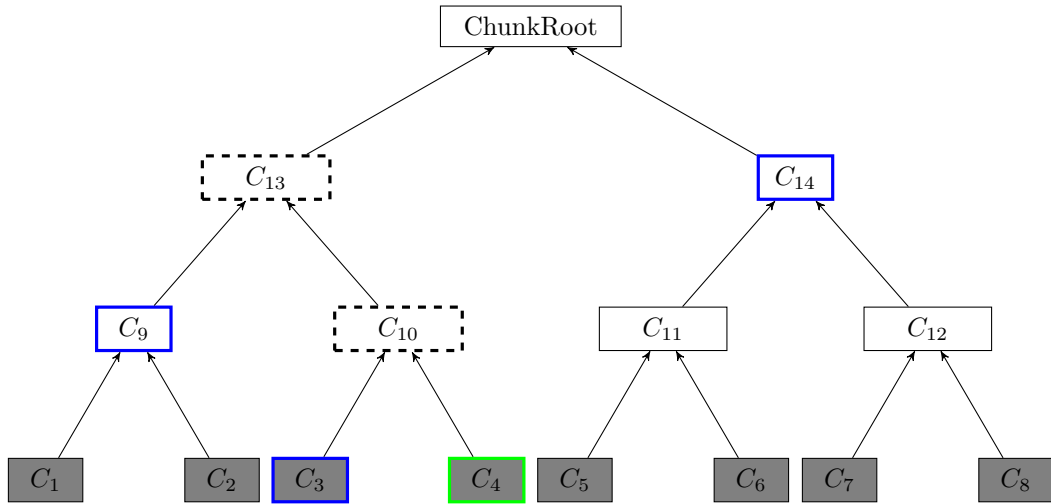 ChunkRoot
C₁₃ C₁₄
C₉ C₁₀ C₁₁ C₁₂
C₁ C₂ C₃ C₄ C₅ C₆ C₇ C₈